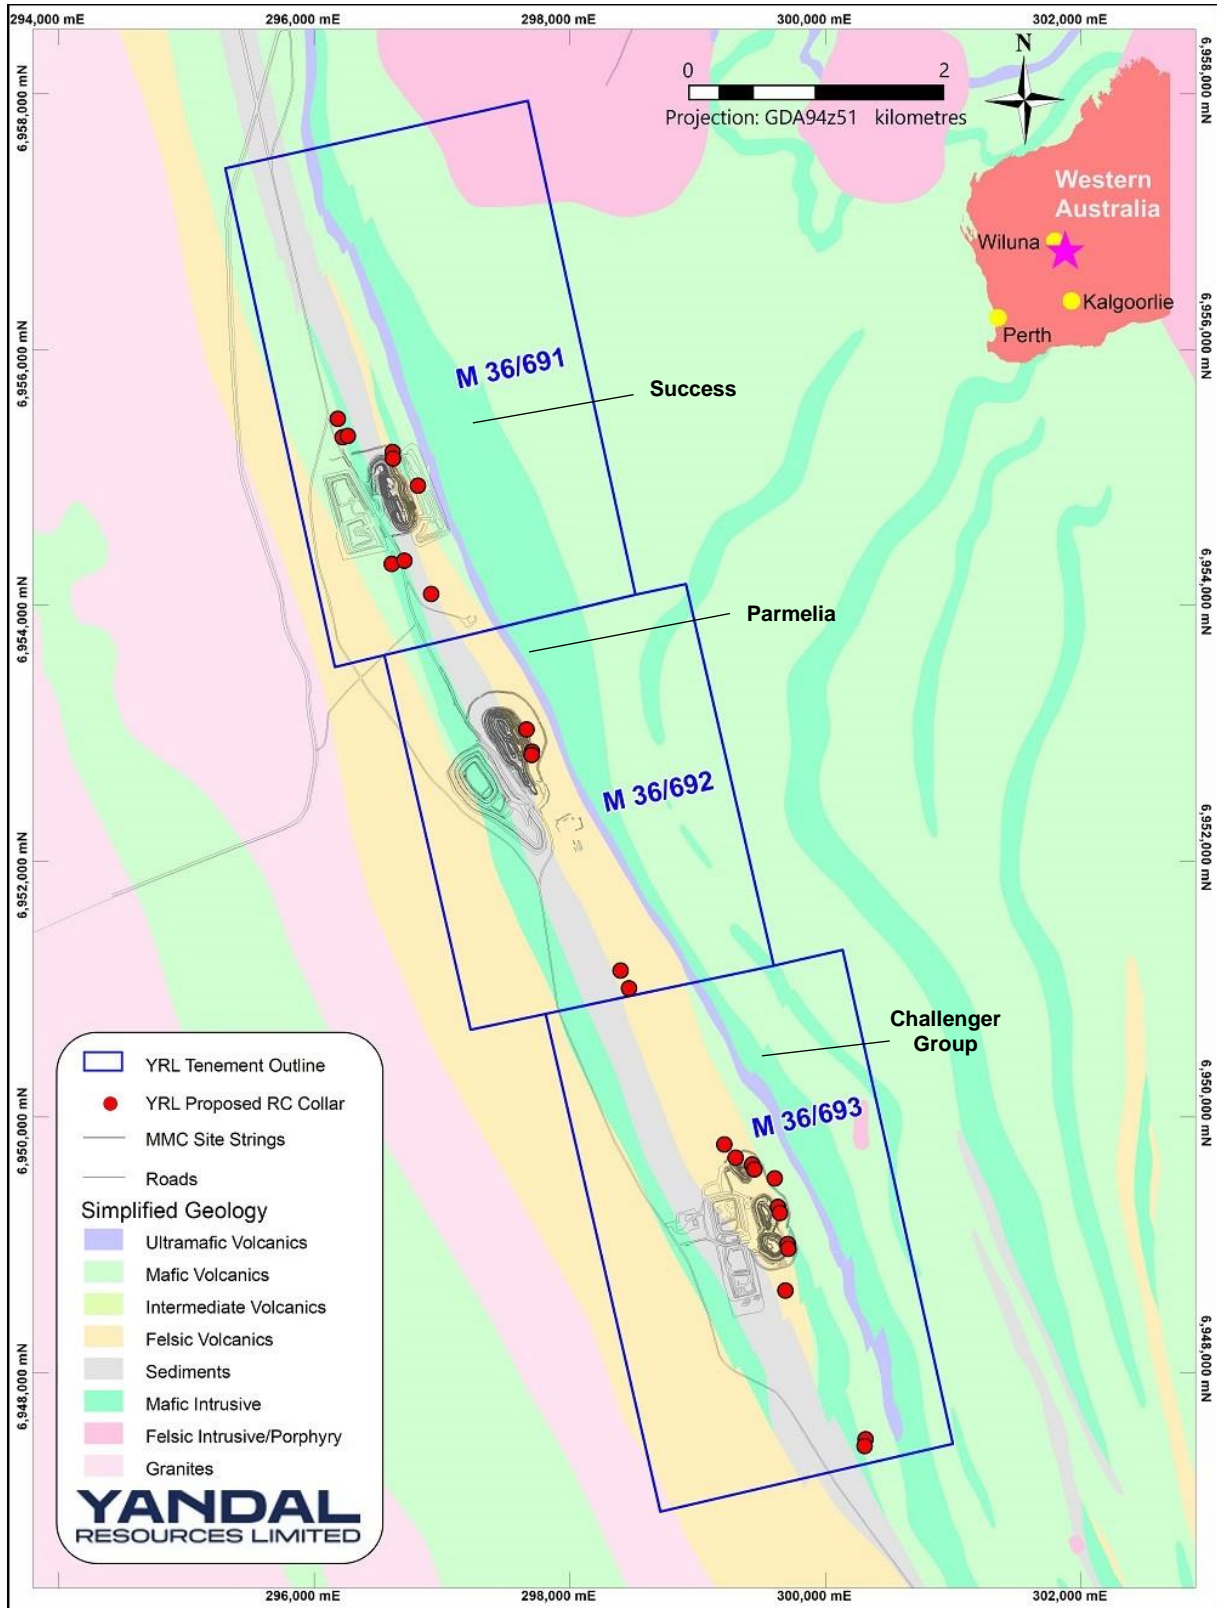 294,000 mE
296,000 mE
298,000 mE
300,000 mE
302,000 mE
N
0
2
Projection: GDA94z51 kilometres
6,958,000 mN
6,958,000 mN
Western
Australia
Wiluna
Kalgoorlie
Perth
6,956,000 mN
6,956,000 mN
M 36/691
Success
6,954,000 mN
6,954,000 mN
Parmelia
M 36/692
6,952,000 mN
6,952,000 mN
Challenger
Group
M 36/693
6,950,000 mN
6,950,000 mN
6,948,000 mN
6,948,000 mN
YRL Tenement Outline
YRL Proposed RC Collar
MMC Site Strings
Roads
Simplified Geology
Ultramafic Volcanics
Mafic Volcanics
Intermediate Volcanics
Felsic Volcanics
Sediments
Mafic Intrusive
Felsic Intrusive/Porphyry
Granites
YANDAL
RESOURCES LIMITED
296,000 mE
298,000 mE
300,000 mE
302,000 mE